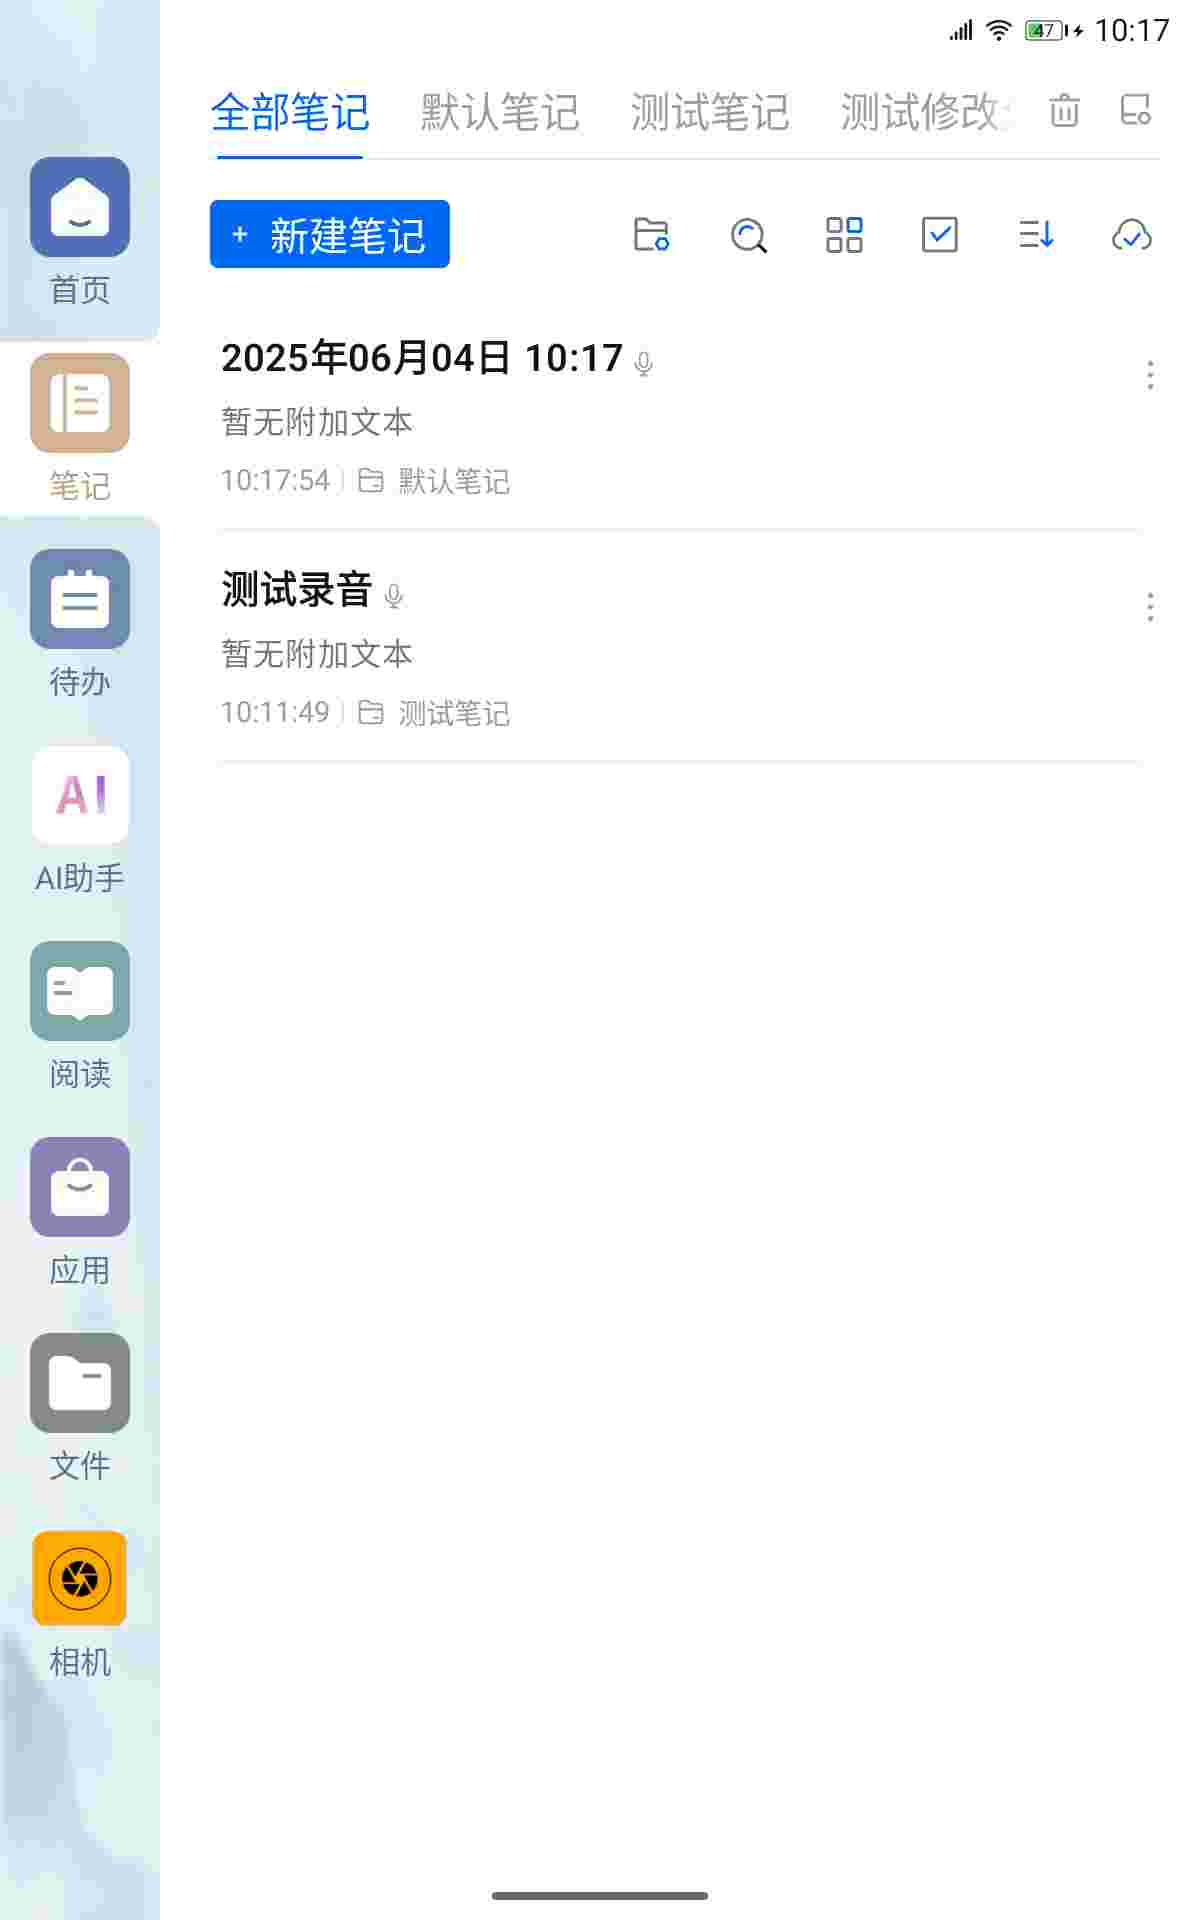 47 10:17
全部笔记 默认笔记 测试笔记 测试修改
首页
+ 新建笔记
2025年06月04日 10:17
暂无附加文本
10:17:54 默认笔记
笔记
测试录音
暂无附加文本
10:11:49 测试笔记
待办
AI
AI助手
阅读
应用
文件
相机